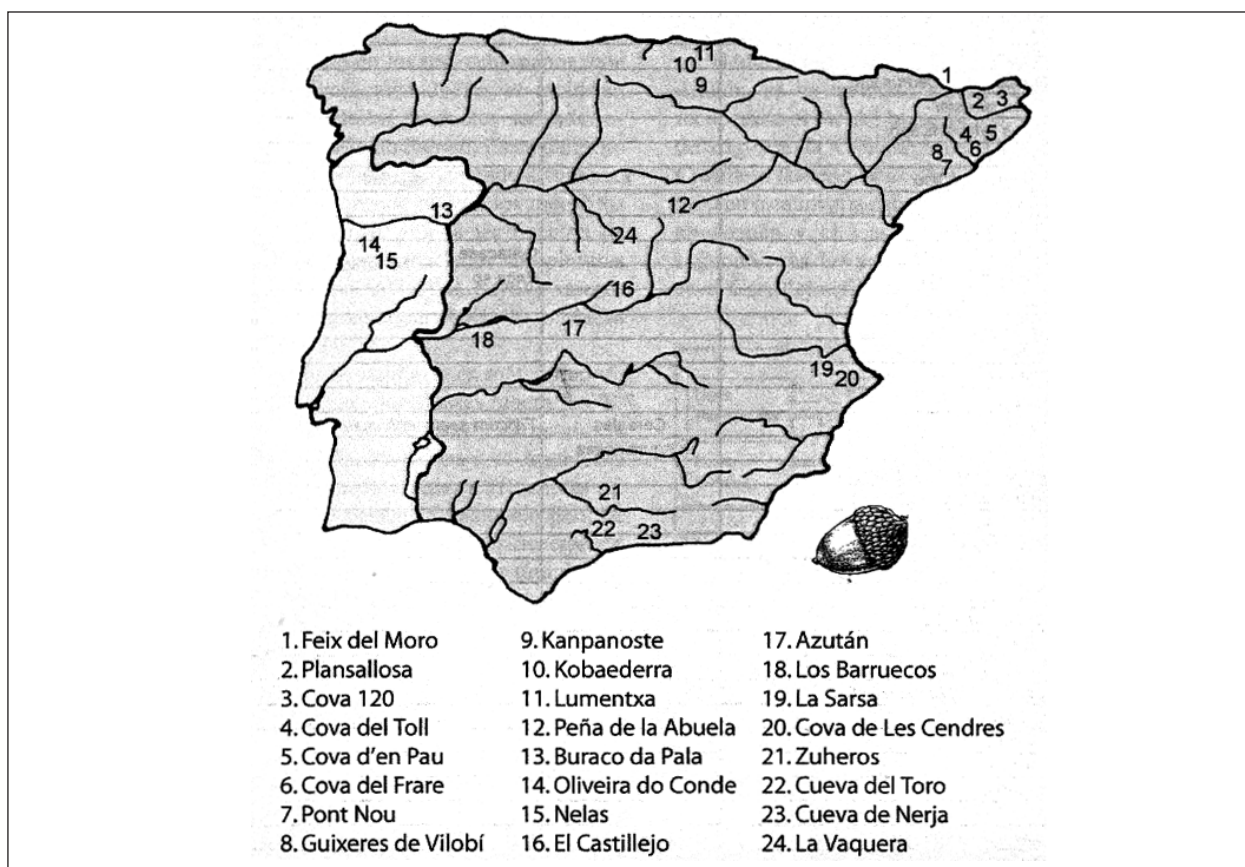 11
10
9
1
2
3
4
5
6
8
7
13
12
14
15
24
16
17
18
19
20
21
22
23
1. Feix del Moro
2. Plansallosa
3. Cova 120
4. Cova del Toll
5. Cova d'en Pau
6. Cova del Frare
7. Pont Nou
8. Guixeres de Vilobí
9. Kanpanoste
10. Kobaederra
11. Lumentxa
12. Peña de la Abuela
13. Buraco da Pala
14. Oliveira do Conde
15. Nelas
16. El Castillejo
17. Azután
18. Los Barruecos
19. La Sarsa
20. Cova de Les Cendres
21. Zuheros
22. Cueva del Toro
23. Cueva de Nerja
24. La Vaquera